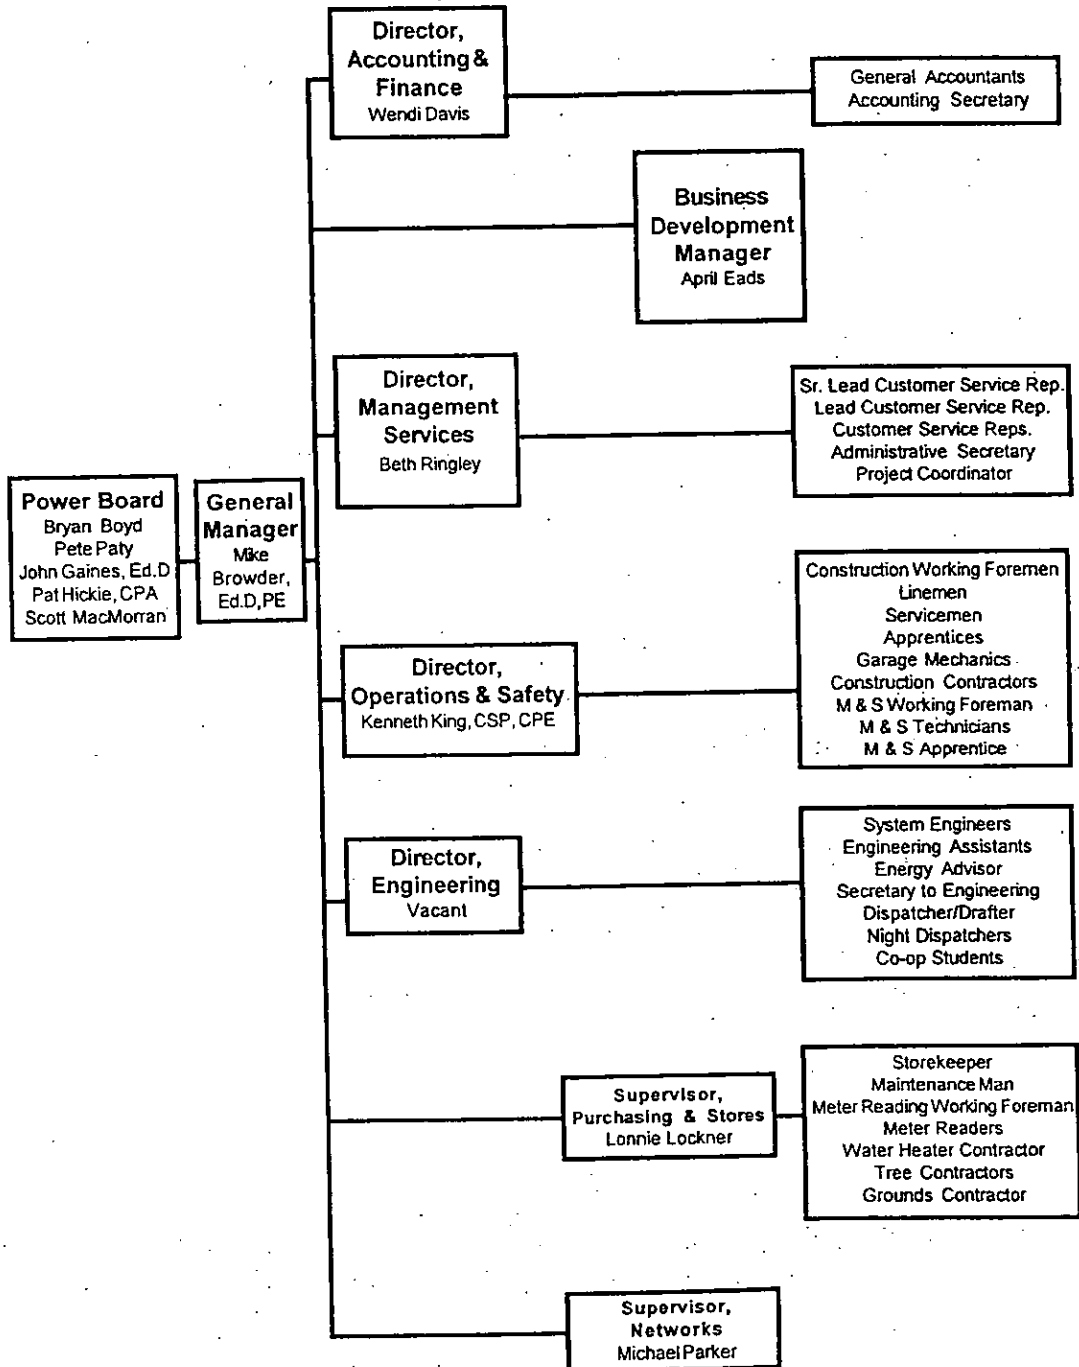 Director,
Accounting &
Finance
Wendi Davis
General Accountants
Accounting Secretary
Business
Development
Manager
April Eads
Director,
Management
Services
Beth Ringley
Sr. Lead Customer Service Rep.
Lead Customer Service Rep.
Customer Service Reps.
Administrative Secretary
Project Coordinator
Power Board
Bryan Boyd
Pete Paty
John Gaines, Ed.D
Pat Hickie, CPA
Scott MacMorran
General
Manager
Mike
Browder,
Ed.D,PE
Director,
Operations & Safety
Kenneth King, CSP, CPE
Construction Working Foremen
Linemen
Servicemen
Apprentices
Garage Mechanics
Construction Contractors
M & S Working Foreman
M & S Technicians
M & S Apprentice
Director,
Engineering
Vacant
System Engineers
Engineering Assistants
Energy Advisor
Secretary to Engineering
Dispatcher/Drafter
Night Dispatchers
Co-op Students
Supervisor,
Purchasing & Stores
Lonnie Lockner
Storekeeper
Maintenance Man
Meter Reading Working Foreman
Meter Readers
Water Heater Contractor
Tree Contractors
Grounds Contractor
Supervisor,
Networks
Michael Parker